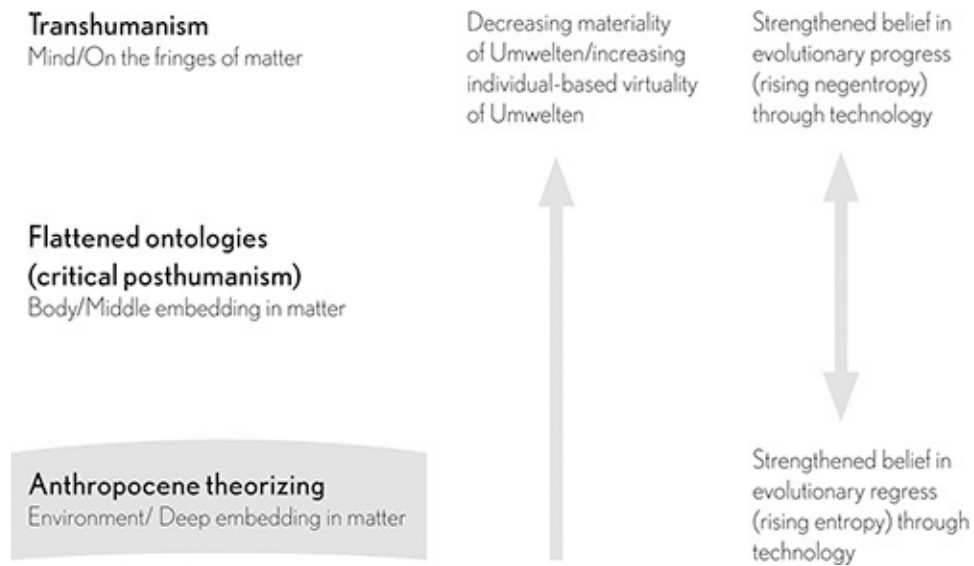 Transhumanism
Mind/On the fringes of matter
Flattened ontologies
(critical posthumanism)
Body/Middle embedding in matter
Anthropocene theorizing
Environment/ Deep embedding in matter
Decreasing materiality
of Umwelten/increasing
individual-based virtuality
of Umwelten
Strengthened belief in
evolutionary progress
(rising negentropy)
through technology
Strengthened belief in
evolutionary regress
(rising entropy) through
technology